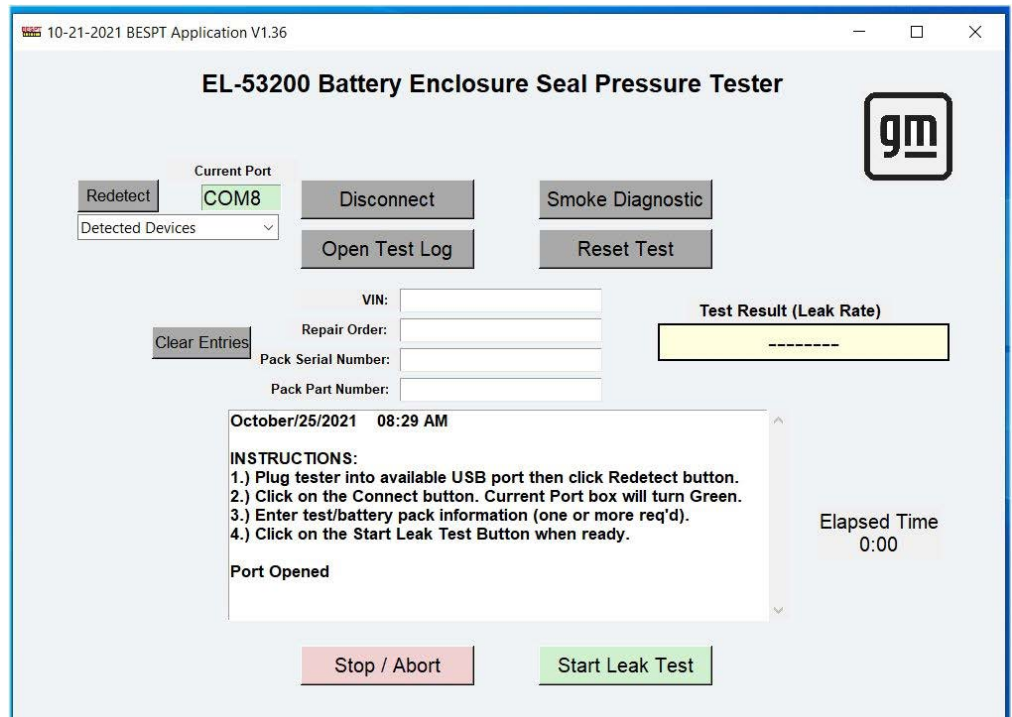 10-21-2021 BESPT Application V1.36
EL-53200 Battery Enclosure Seal Pressure Tester
gm
Current Port
Redetect
COM8
Disconnect
Smoke Diagnostic
Detected Devices
Open Test Log
Reset Test
VIN:
Test Result (Leak Rate)
Repair Order:
--------
Clear Entries
Pack Serial Number:
Pack Part Number:
October/25/2021 08:29 AM
INSTRUCTIONS:
1.) Plug tester into available USB port then click Redetect button.
2.) Click on the Connect button. Current Port box will turn Green.
3.) Enter test/battery pack information (one or more req'd).
4.) Click on the Start Leak Test Button when ready.
Port Opened
Elapsed Time
0:00
Stop / Abort
Start Leak Test